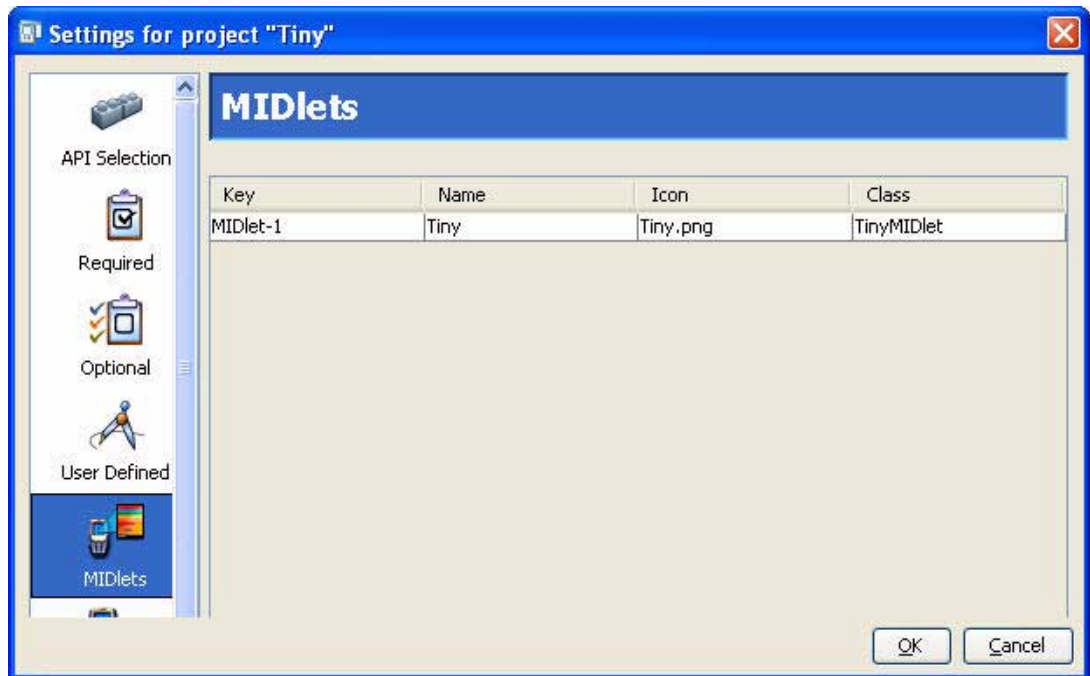 Settings for project "Tiny"
API Selection
Required
Optional
User Defined
MIDlets
MIDlets
Key Name Icon Class
MIDlet-1 Tiny Tiny.png TinyMIDlet
OK Cancel